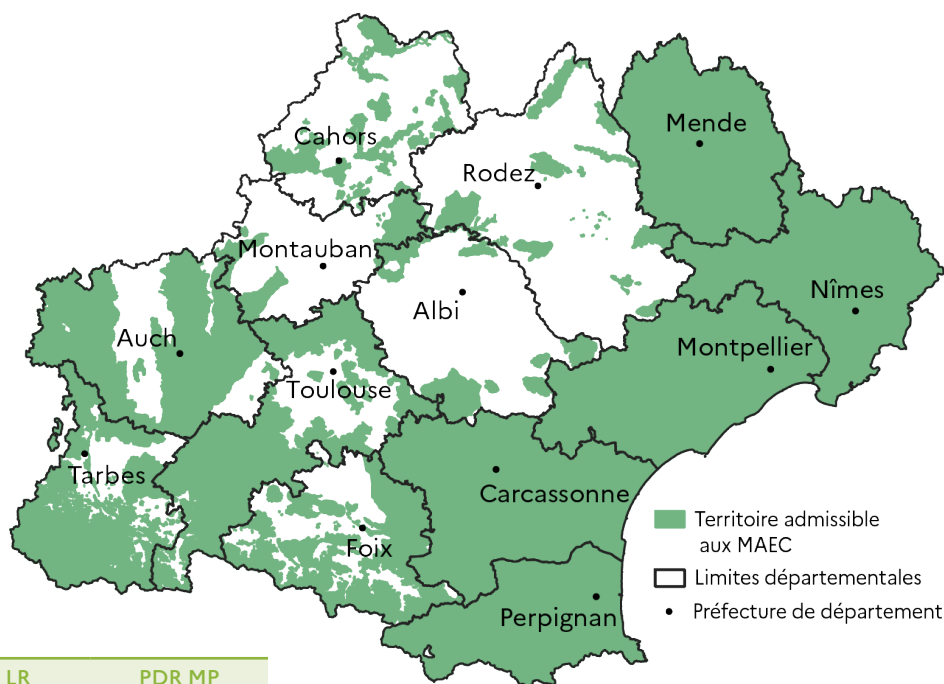 Cahors
Mende
Rodez
Montauban
Nîmes
Albi
Auch
Montpellier
Toulouse
Tarbes
Carcassonne
Foix
Perpignan
Territoire admissible
aux MAEC
Limites départementales
Préfecture de département
LR PDR MP